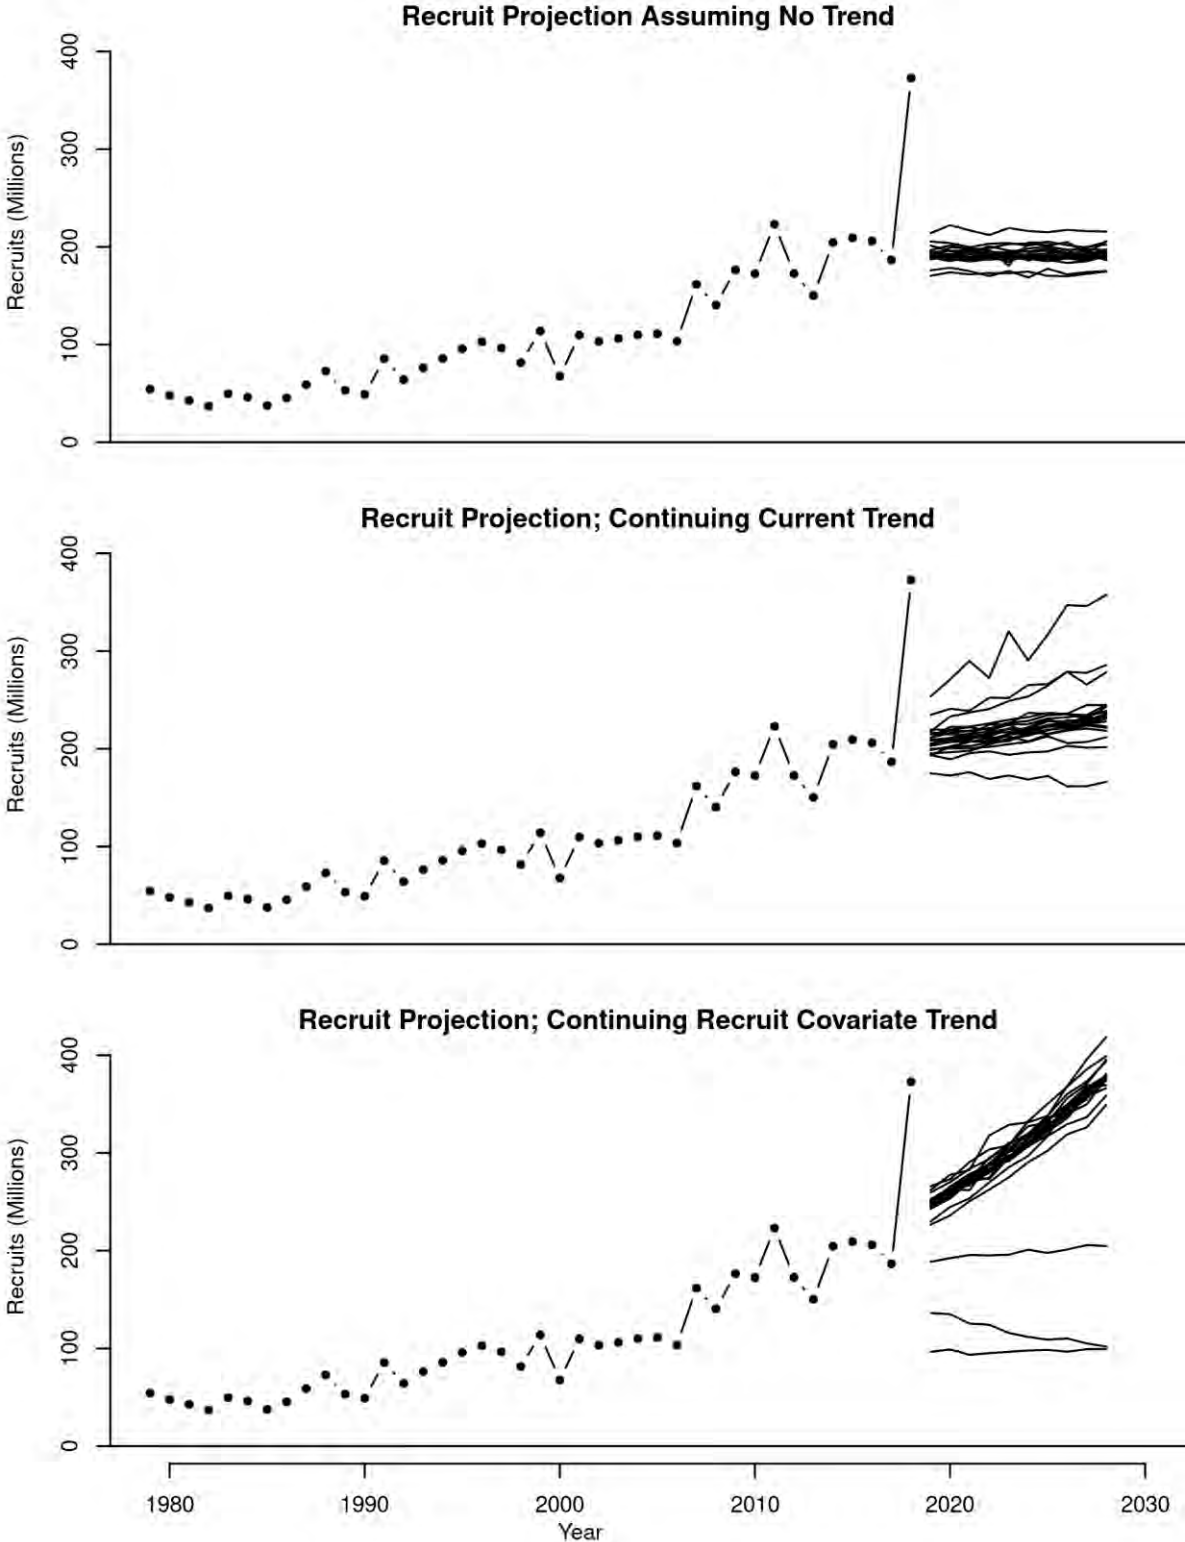 Recruit Projection Assuming No Trend
Recruits (Millions)
400
300
200
100
0
Recruit Projection; Continuing Current Trend
Recruits (Millions)
400
300
200
100
0
Recruit Projection; Continuing Recruit Covariate Trend
Recruits (Millions)
400
300
200
100
0
1980 1990 2000 2010 2020 2030
Year